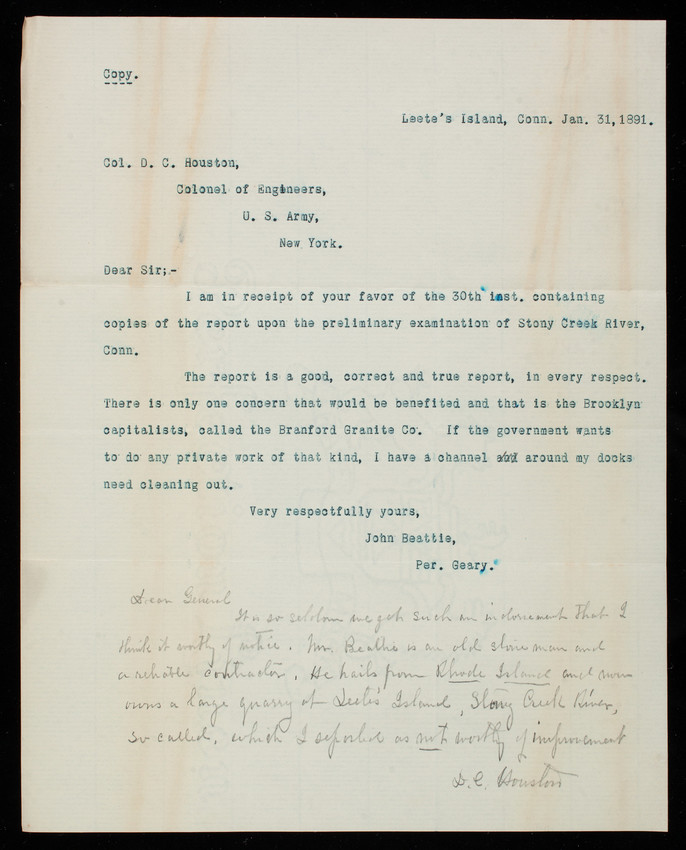 Copy.
Leete's Island, Conn. Jan. 31, 1891.
Col. D. C. Houston,
Colonel of Engineers,
U. S. Army,
New York.
Dear Sir;-
I am in receipt of your favor of the 30th inst. containing
copies of the report upon the preliminary examination of Stony Creek River,
Conn.
The report is a good, correct and true report, in every respect.
There is only one concern that would be benefited and that is the Brooklyn
capitalists, called the Branford Granite Co. If the government wants
to do any private work of that kind, I have a channel and around my docks
need cleaning out.
Very respectfully yours,
John Beattie,
Per. Geary.
Dear General
It is so seldom we get such an indorsement that I
think it worthy of notice. Mr. Beattie is an old stone man and
a reliable contractor. He hails from Rhode Island and now
owns a large quarry at Leete's Island, Stony Creek River,
so called, which I reported as not worthy of improvement
D. C. Houston